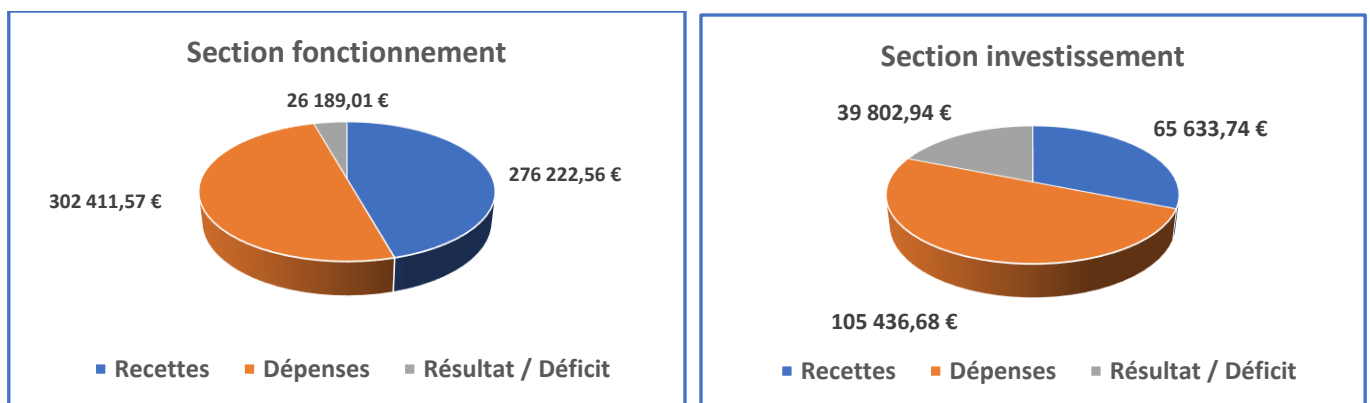 Section fonctionnement
26 189,01 €
276 222,56 €
302 411,57 €
Recettes Dépenses Résultat / Déficit
Section investissement
39 802,94 €
65 633,74 €
105 436,68 €
Recettes Dépenses Résultat / Déficit